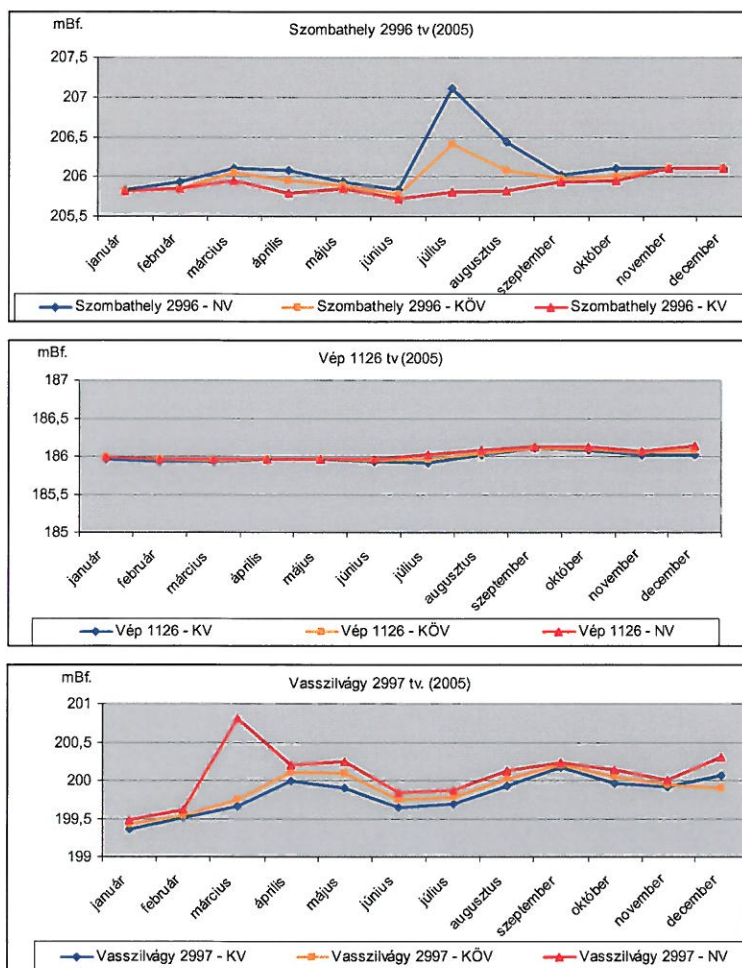 mBf.
Szombathely 2996 tv (2005)
207,5
207
206,5
206
205,5
január
február
március
április
május
június
július
augusztus
szeptember
október
november
december
Szombathely 2996 - NV
Szombathely 2996 - KÖV
Szombathely 2996 - KV
mBf.
Vép 1126 tv (2005)
187
186,5
186
185,5
185
január
február
március
április
május
június
július
augusztus
szeptember
október
november
december
Vép 1126 - KV
Vép 1126 - KÖV
Vép 1126 - NV
mBf.
Vasszilvágy 2997 tv. (2005)
201
200,5
200
199,5
199
január
február
március
április
május
június
július
augusztus
szeptember
október
november
december
Vasszilvágy 2997 - KV
Vasszilvágy 2997 - KÖV
Vasszilvágy 2997 - NV